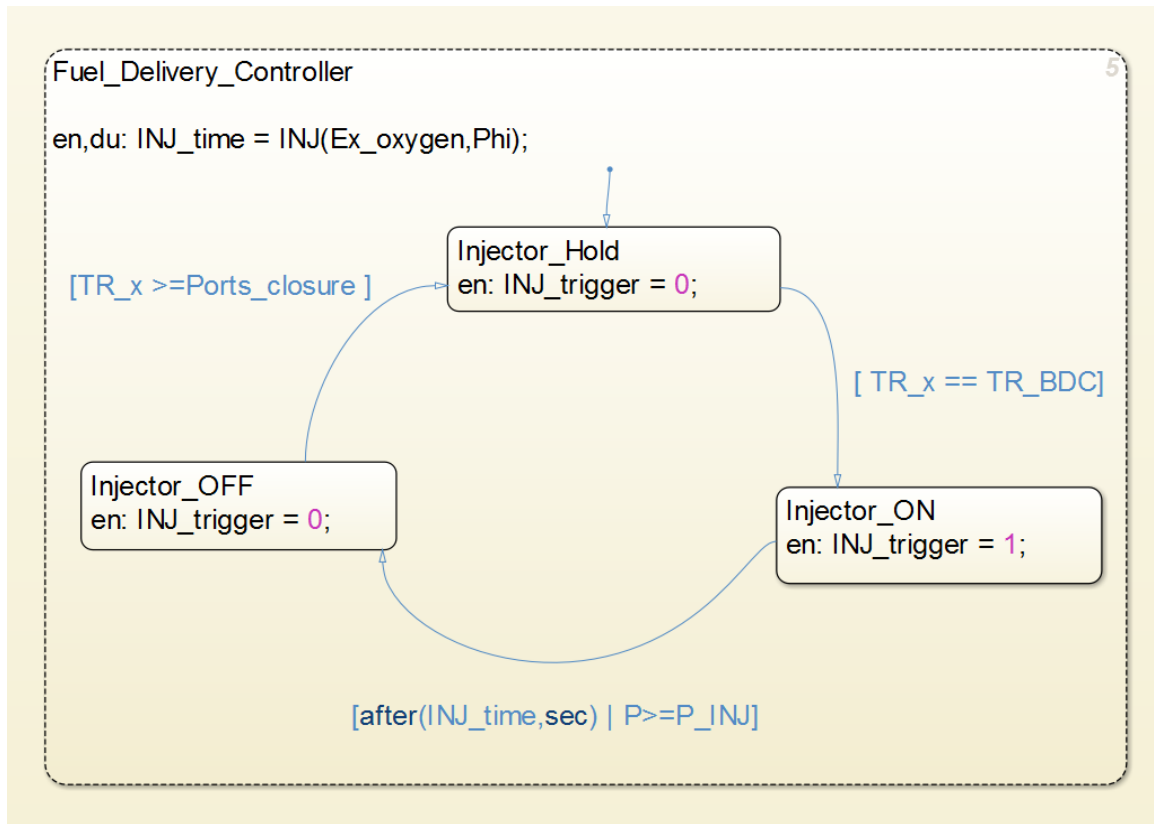 Fuel_Delivery_Controller
5
en,du: INJ_time = INJ(Ex_oxygen,Phi);
Injector_Hold
en: INJ_trigger = 0;
[TR_x >=Ports_closure ]
[ TR_x == TR_BDC]
Injector_OFF
en: INJ_trigger = 0;
Injector_ON
en: INJ_trigger = 1;
[after(INJ_time,sec) | P>=P_INJ]